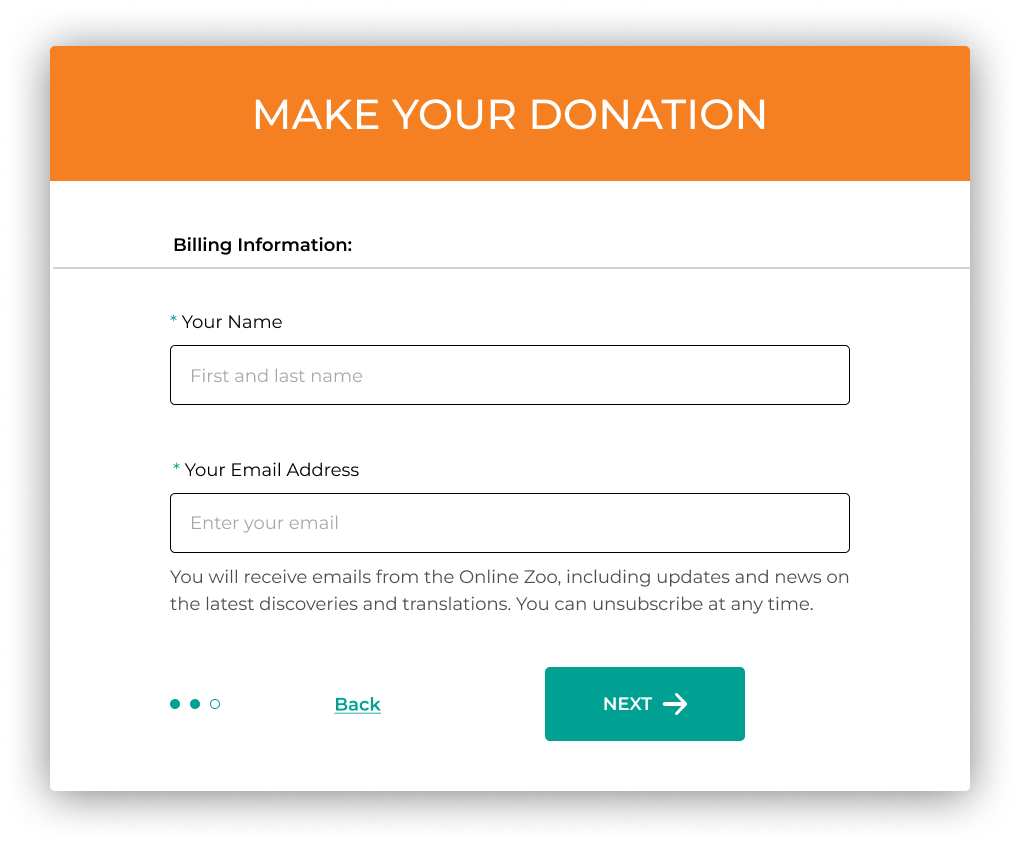 MAKE YOUR DONATION
Billing Information:
* Your Name
First and last name
* Your Email Address
Enter your email
You will receive emails from the Online Zoo, including updates and news on
the latest discoveries and translations. You can unsubscribe at any time.
Back
NEXT